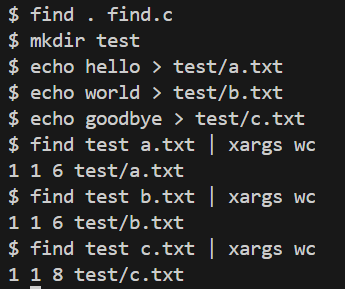 $ find . find.c
$ mkdir test
$ echo hello > test/a.txt
$ echo world > test/b.txt
$ echo goodbye > test/c.txt
$ find test a.txt | xargs wc
1 1 6 test/a.txt
$ find test b.txt | xargs wc
1 1 6 test/b.txt
$ find test c.txt | xargs wc
1 1 8 test/c.txt